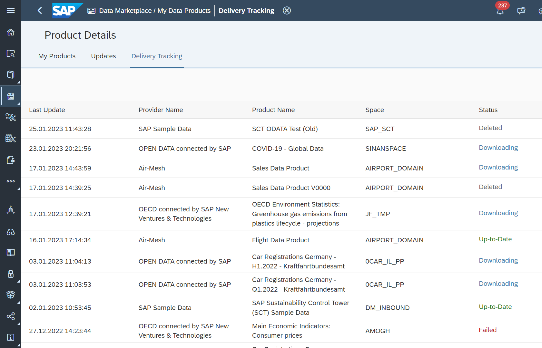 SAP Data Marketplace / My Data Products Delivery Tracking 287
Product Details
My Products Updates Delivery Tracking
Last Update Provider Name Product Name Space Status
25.01.2023 11:43:28 SAP Sample Data SCT ODATA Test (Old) SAP_SCT Deleted
23.01.2023 20:21:56 OPEN DATA connected by SAP COVID-19 - Global Data SINANSPACE Downloading
17.01.2023 14:43:59 Air-Mesh Sales Data Product AIRPORT_DOMAIN Downloading
17.01.2023 14:39:25 Air-Mesh Sales Data Product V0000 AIRPORT_DOMAIN Deleted
17.01.2023 12:39:21 OECD connected by SAP New Ventures & Technologies OECD Environment Statistics: Greenhouse gas emissions from plastics lifecycle - projections JF_TMP Downloading
16.01.2023 17:14:34 Air-Mesh Flight Data Product AIRPORT_DOMAIN Up-to-Date
03.01.2023 11:04:13 OPEN DATA connected by SAP Car Registrations Germany - H1.2022 - Kraftfahrtbundesamt 0CAR_IL_PP Downloading
03.01.2023 11:03:53 OPEN DATA connected by SAP Car Registrations Germany - Q1.2022 - Kraftfahrtbundesamt 0CAR_IL_PP Downloading
02.01.2023 10:53:45 SAP Sample Data SAP Sustainability Control Tower (SCT) Sample Data DM_INBOUND Up-to-Date
27.12.2022 14:23:44 OECD connected by SAP New Ventures & Technologies Main Economic Indicators: Consumer prices AMOGH Failed